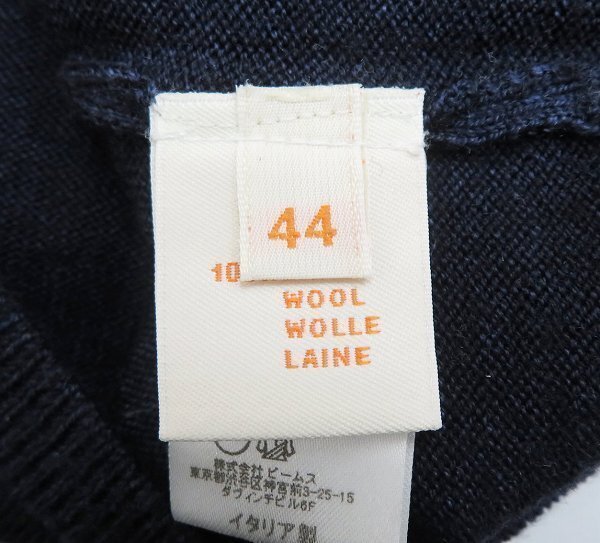 44
10
WOOL
WOLLE
LAINE
株式会社 ビームス
東京都渋谷区神宮前3-25-15
ダヴィンチビル6F
イタリア製